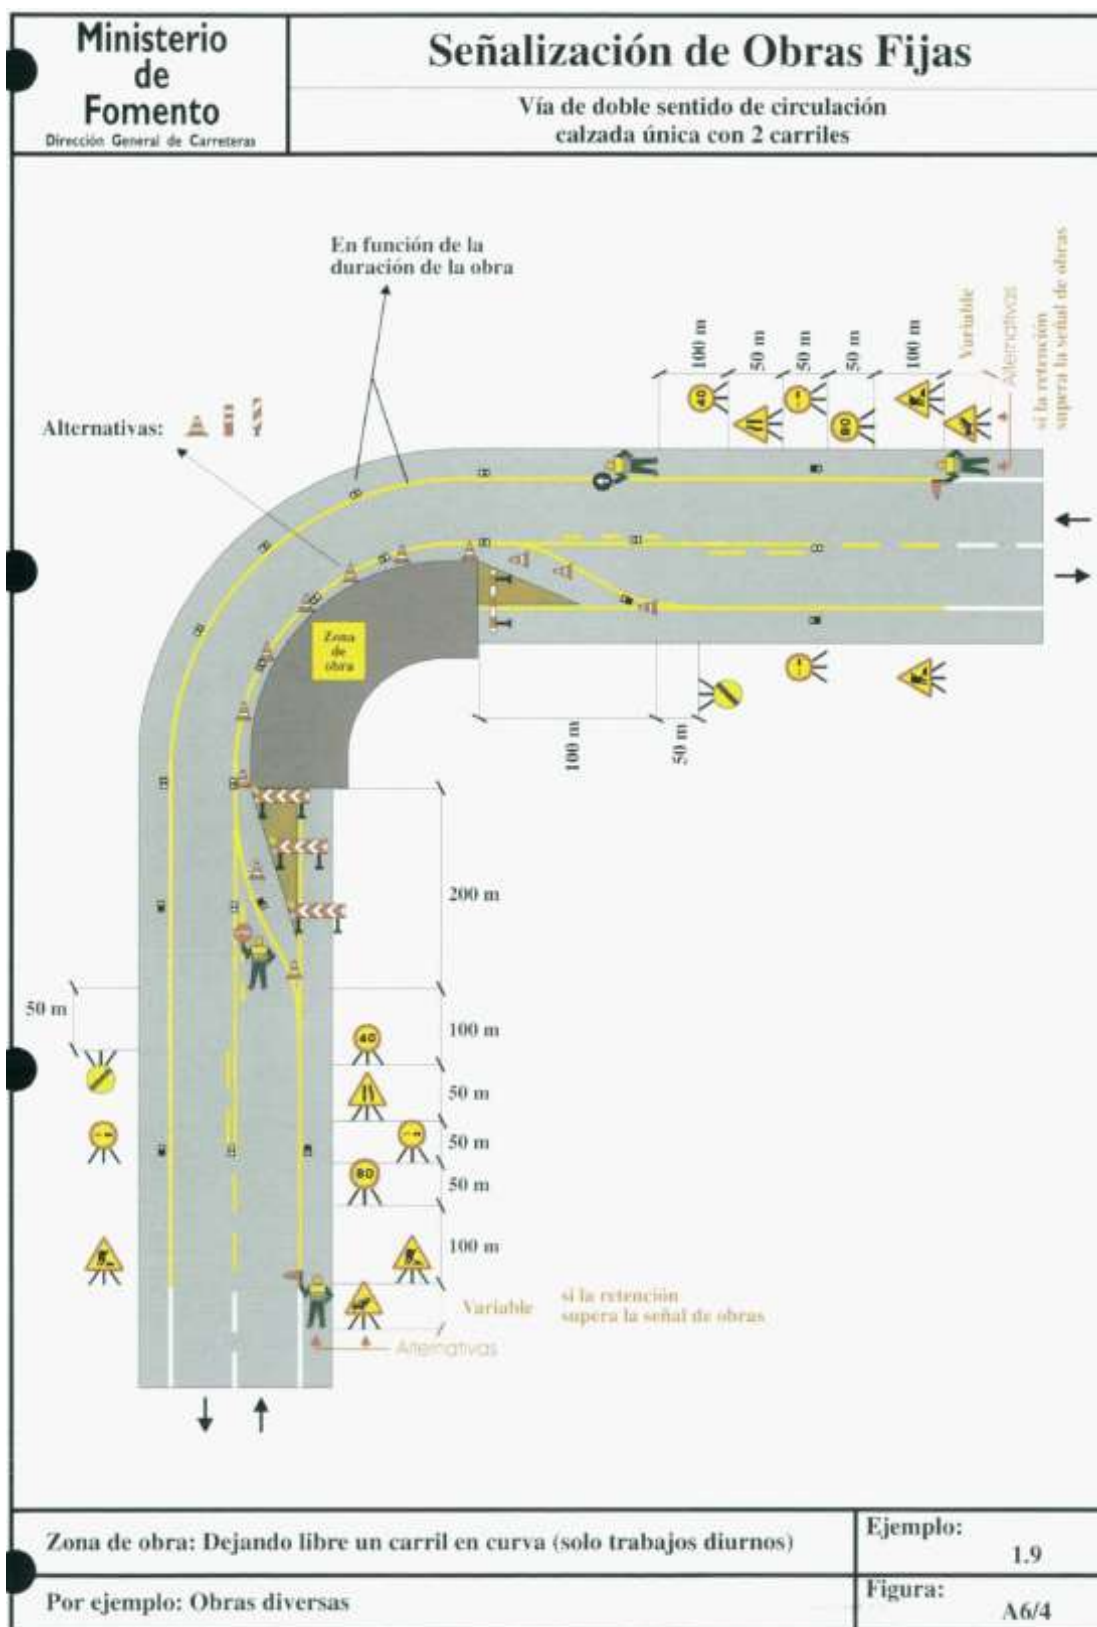 Ministerio
de
Fomento
Dirección General de Carreteras
Señalización de Obras Fijas
Vía de doble sentido de circulación
calzada única con 2 carriles
En función de la
duración de la obra
Alternativas:
100 m
50 m
50 m
50 m
100 m
Variable
Alternativas
si la retención
supera la señal de obras
40
80
Zona
de
obra
100 m
50 m
200 m
50 m
100 m
40
50 m
50 m
80
50 m
100 m
Variable
si la retención
supera la señal de obras
Alternativas
Zona de obra: Dejando libre un carril en curva (solo trabajos diurnos)
Ejemplo:
1.9
Por ejemplo: Obras diversas
Figura:
A6/4